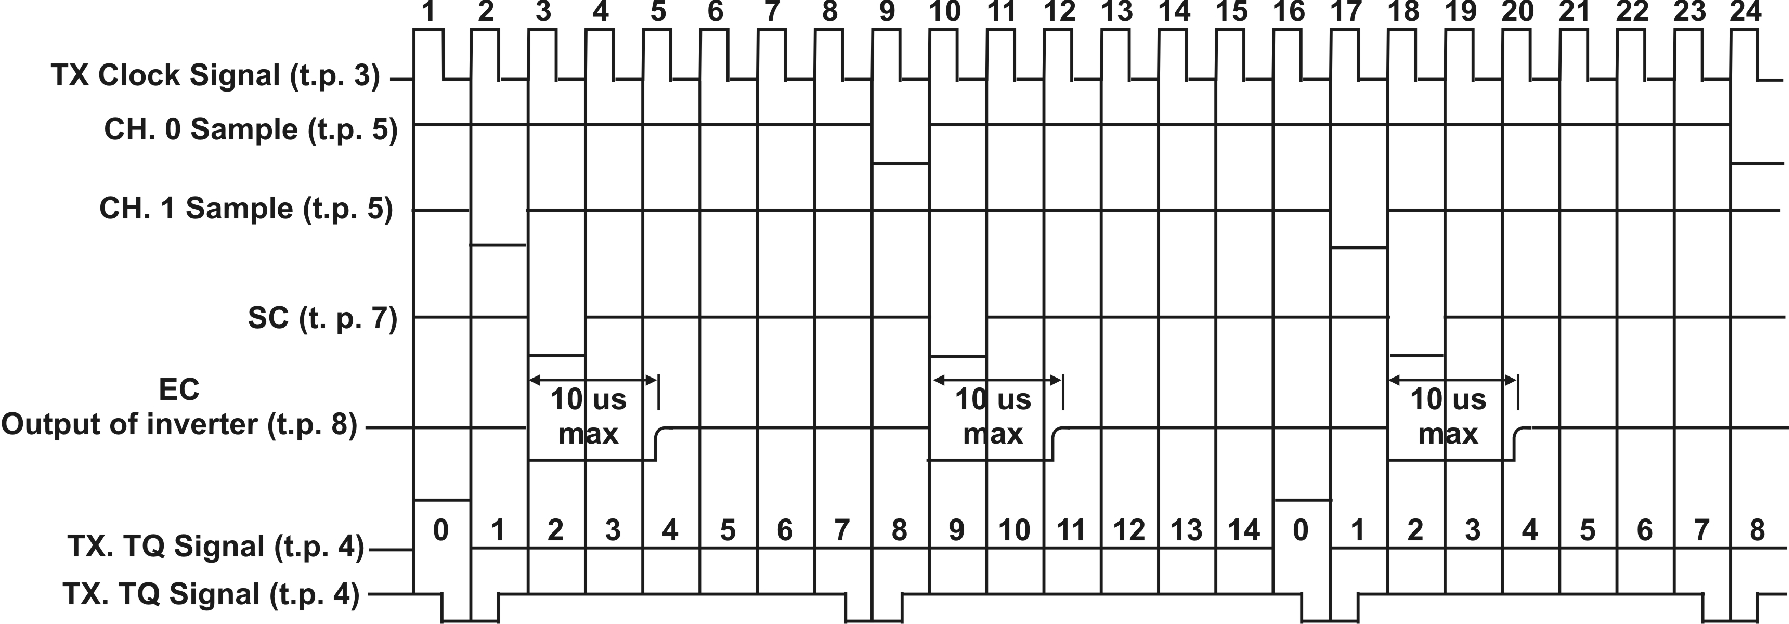 1 2 3 4 5 6 7 8 9 10 11 12 13 14 15 16 17 18 19 20 21 22 23 24
TX Clock Signal (t.p. 3)
CH. 0 Sample (t.p. 5)
CH. 1 Sample (t.p. 5)
SC (t. p. 7)
EC
Output of inverter (t.p. 8)
10 us
max
10 us
max
10 us
max
0 1 2 3 4 5 6 7 8 9 10 11 12 13 14 0 1 2 3 4 5 6 7 8
TX. TQ Signal (t.p. 4)
TX. TQ Signal (t.p. 4)